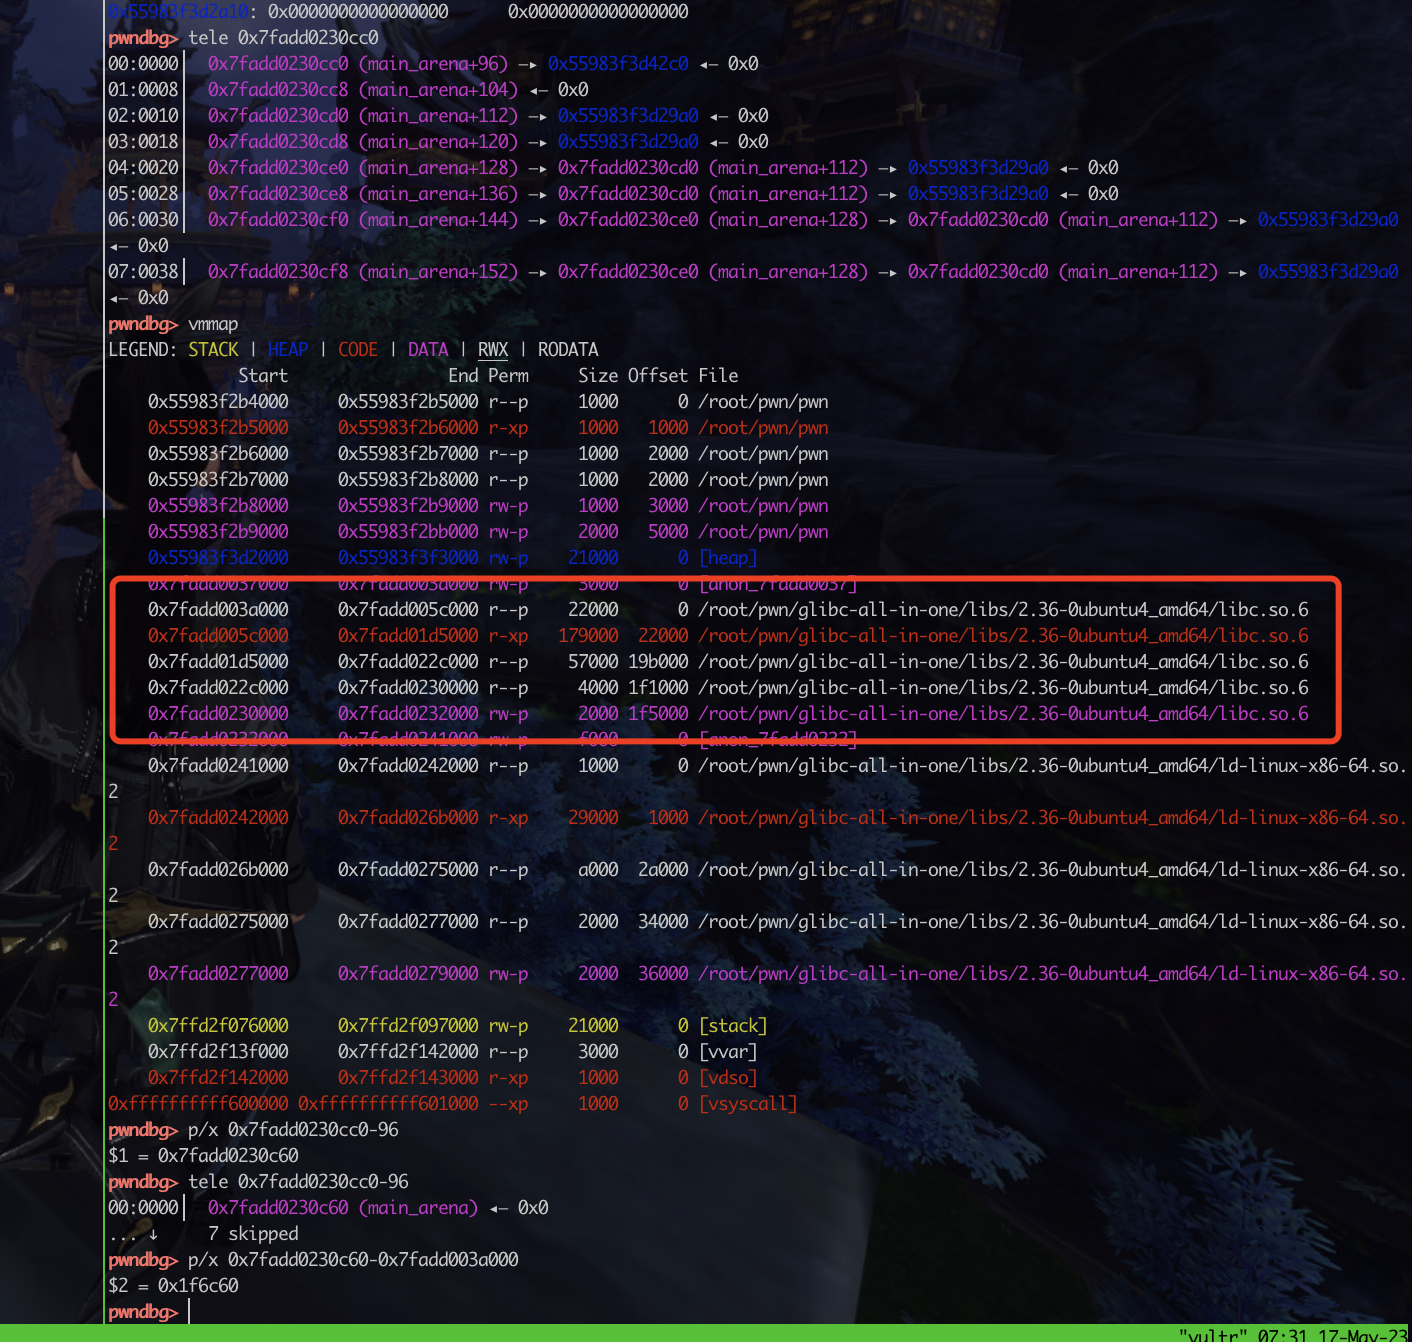 0x55983f3d2a10: 0x0000000000000000 0x0000000000000000
pwndbg> tele 0x7fadd0230cc0
00:0000│ 0x7fadd0230cc0 (main_arena+96) —▸ 0x55983f3d42c0 ◂— 0x0
01:0008│ 0x7fadd0230cc8 (main_arena+104) ◂— 0x0
02:0010│ 0x7fadd0230cd0 (main_arena+112) —▸ 0x55983f3d29a0 ◂— 0x0
03:0018│ 0x7fadd0230cd8 (main_arena+120) —▸ 0x55983f3d29a0 ◂— 0x0
04:0020│ 0x7fadd0230ce0 (main_arena+128) —▸ 0x7fadd0230cd0 (main_arena+112) —▸ 0x55983f3d29a0 ◂— 0x0
05:0028│ 0x7fadd0230ce8 (main_arena+136) —▸ 0x7fadd0230cd0 (main_arena+112) —▸ 0x55983f3d29a0 ◂— 0x0
06:0030│ 0x7fadd0230cf0 (main_arena+144) —▸ 0x7fadd0230ce0 (main_arena+128) —▸ 0x7fadd0230cd0 (main_arena+112) —▸ 0x55983f3d29a0
◂— 0x0
07:0038│ 0x7fadd0230cf8 (main_arena+152) —▸ 0x7fadd0230ce0 (main_arena+128) —▸ 0x7fadd0230cd0 (main_arena+112) —▸ 0x55983f3d29a0
◂— 0x0
pwndbg> vmmap
LEGEND: STACK | HEAP | CODE | DATA | RWX | RODATA
Start End Perm Size Offset File
0x55983f2b4000 0x55983f2b5000 r--p 1000 0 /root/pwn/pwn
0x55983f2b5000 0x55983f2b6000 r-xp 1000 1000 /root/pwn/pwn
0x55983f2b6000 0x55983f2b7000 r--p 1000 2000 /root/pwn/pwn
0x55983f2b7000 0x55983f2b8000 r--p 1000 2000 /root/pwn/pwn
0x55983f2b8000 0x55983f2b9000 rw-p 1000 3000 /root/pwn/pwn
0x55983f2b9000 0x55983f2bb000 rw-p 2000 5000 /root/pwn/pwn
0x55983f3d2000 0x55983f3f3000 rw-p 21000 0 [heap]
0x7fadd0037000 0x7fadd003a000 rw-p 3000 0 [anon_7fadd0037]
0x7fadd003a000 0x7fadd005c000 r--p 22000 0 /root/pwn/glibc-all-in-one/libs/2.36-0ubuntu4_amd64/libc.so.6
0x7fadd005c000 0x7fadd01d5000 r-xp 179000 22000 /root/pwn/glibc-all-in-one/libs/2.36-0ubuntu4_amd64/libc.so.6
0x7fadd01d5000 0x7fadd022c000 r--p 57000 19b000 /root/pwn/glibc-all-in-one/libs/2.36-0ubuntu4_amd64/libc.so.6
0x7fadd022c000 0x7fadd0230000 r--p 4000 1f1000 /root/pwn/glibc-all-in-one/libs/2.36-0ubuntu4_amd64/libc.so.6
0x7fadd0230000 0x7fadd0232000 rw-p 2000 1f5000 /root/pwn/glibc-all-in-one/libs/2.36-0ubuntu4_amd64/libc.so.6
0x7fadd0232000 0x7fadd0241000 rw-p f000 0 [anon_7fadd0232]
0x7fadd0241000 0x7fadd0242000 r--p 1000 0 /root/pwn/glibc-all-in-one/libs/2.36-0ubuntu4_amd64/ld-linux-x86-64.so.
2
0x7fadd0242000 0x7fadd026b000 r-xp 29000 1000 /root/pwn/glibc-all-in-one/libs/2.36-0ubuntu4_amd64/ld-linux-x86-64.so.
2
0x7fadd026b000 0x7fadd0275000 r--p a000 2a000 /root/pwn/glibc-all-in-one/libs/2.36-0ubuntu4_amd64/ld-linux-x86-64.so.
2
0x7fadd0275000 0x7fadd0277000 r--p 2000 34000 /root/pwn/glibc-all-in-one/libs/2.36-0ubuntu4_amd64/ld-linux-x86-64.so.
2
0x7fadd0277000 0x7fadd0279000 rw-p 2000 36000 /root/pwn/glibc-all-in-one/libs/2.36-0ubuntu4_amd64/ld-linux-x86-64.so.
2
0x7ffd2f076000 0x7ffd2f097000 rw-p 21000 0 [stack]
0x7ffd2f13f000 0x7ffd2f142000 r--p 3000 0 [vvar]
0x7ffd2f142000 0x7ffd2f143000 r-xp 1000 0 [vdso]
0xffffffffff600000 0xffffffffff601000 --xp 1000 0 [vsyscall]
pwndbg> p/x 0x7fadd0230cc0-96
$1 = 0x7fadd0230c60
pwndbg> tele 0x7fadd0230cc0-96
00:0000│ 0x7fadd0230c60 (main_arena) ◂— 0x0
... ↓ 7 skipped
pwndbg> p/x 0x7fadd0230c60-0x7fadd003a000
$2 = 0x1f6c60
pwndbg>
"vultr" 07:31 17-May-23